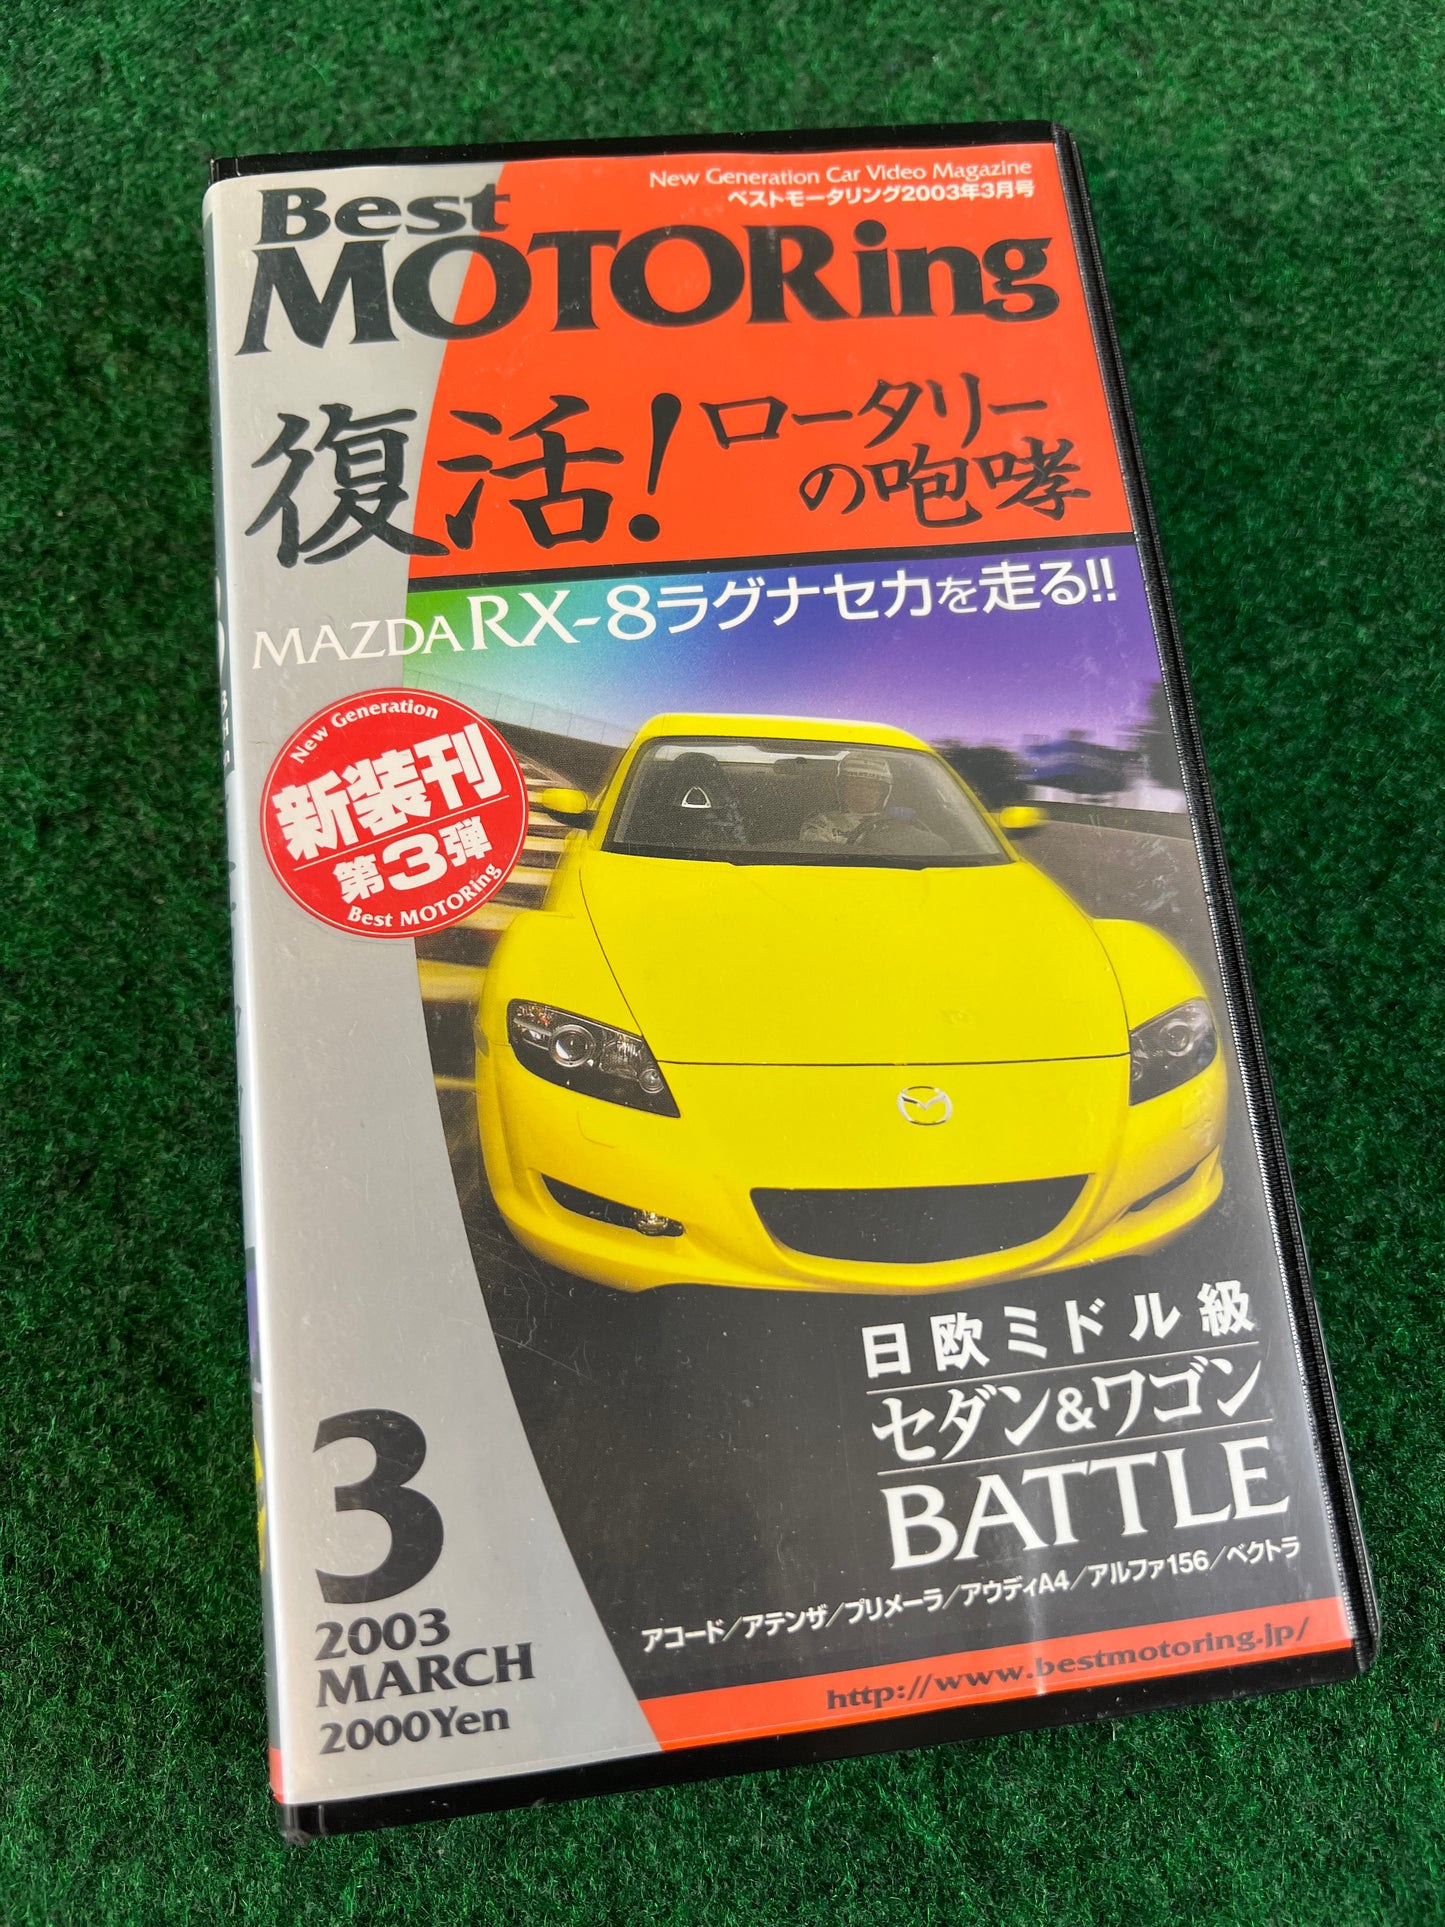 New Generation Car Video Magazine
ベストモータリング2003年3月号
Best
MOTORing
復活!ロータリー
の咆哮
MAZDA RX-8ラグナセカを走る!!
New Generation
新装刊
第3弾
Best MOTORing
日欧ミドル級
セダン&ワゴン
BATTLE
アコード/アテンザ/プリメーラ/アウディA4/アルファ156/ベクトラ
3
2003
MARCH
2000Yen
http://www.bestmotoring.jp/